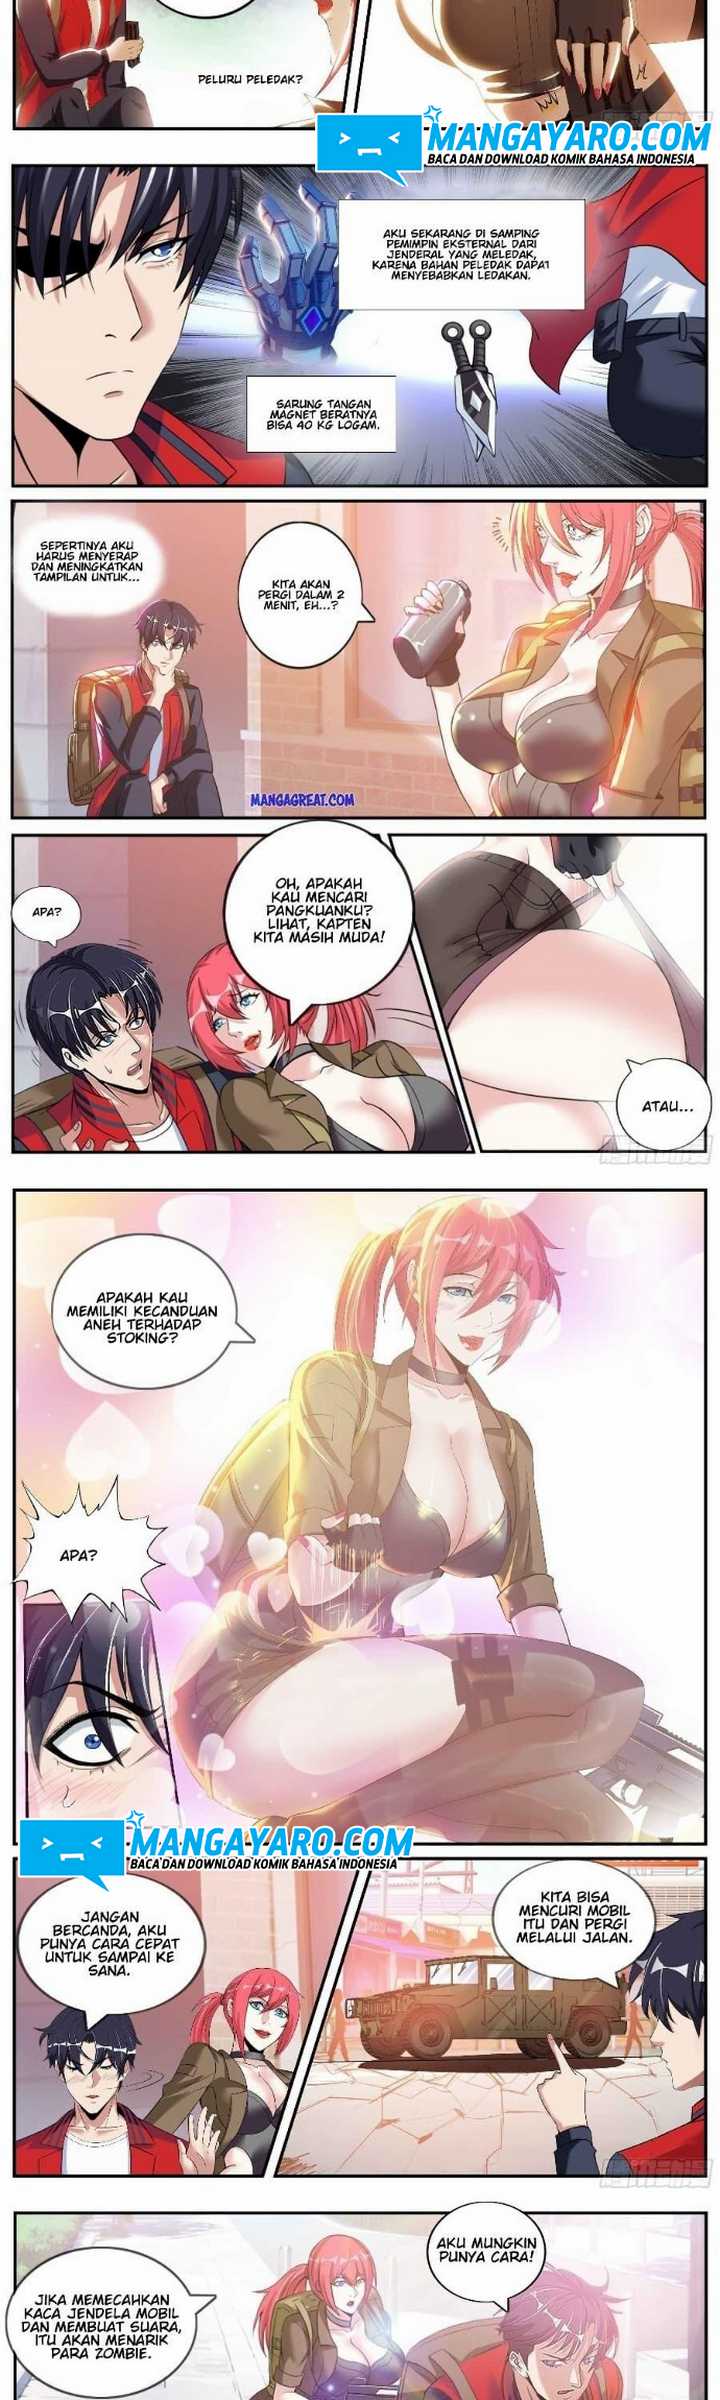 PELURU PELEDAK?
MANGAYARO.COM
BACA DAN DOWNLOAD KOMIK BAHASA INDONESIA
AKU SEKARANG DI SAMPING
PEMIMPIN EKSTERNAL DARI
JENDERAL YANG MELEDAK,
KARENA BAHAN PELEDAK DAPAT
MENYEBABKAN LEDAKAN.
SARUNG TANGAN
MAGNET BERATNYA
BISA 40 KG LOGAM.
SEPERTINYA AKU
HARUS MENYERAP
DAN MENINGKATKAN
TAMPILAN UNTUK...
KITA AKAN
PERGI DALAM 2
MENIT, EH...?
MANGAGREAT.COM
APA?
OH, APAKAH
KAU MENCARI
PANGKUANKU?
LIHAT, KAPTEN
KITA MASIH MUDA!
ATAU...
APAKAH KAU
MEMILIKI KECANDUAN
ANEH TERHADAP
STOKING?
APA?
MANGAYARO.COM
BACA DAN DOWNLOAD KOMIK BAHASA INDONESIA
JANGAN
BERCANDA, AKU
PUNYA CARA CEPAT
UNTUK SAMPAI KE
SANA.
KITA BISA
MENCURI MOBIL
ITU DAN PERGI
MELALUI JALAN.
AKU MUNGKIN
PUNYA CARA!
JIKA MEMECAHKAN
KACA JENDELA MOBIL
DAN MEMBUAT SUARA,
ITU AKAN MENARIK
PARA ZOMBIE.